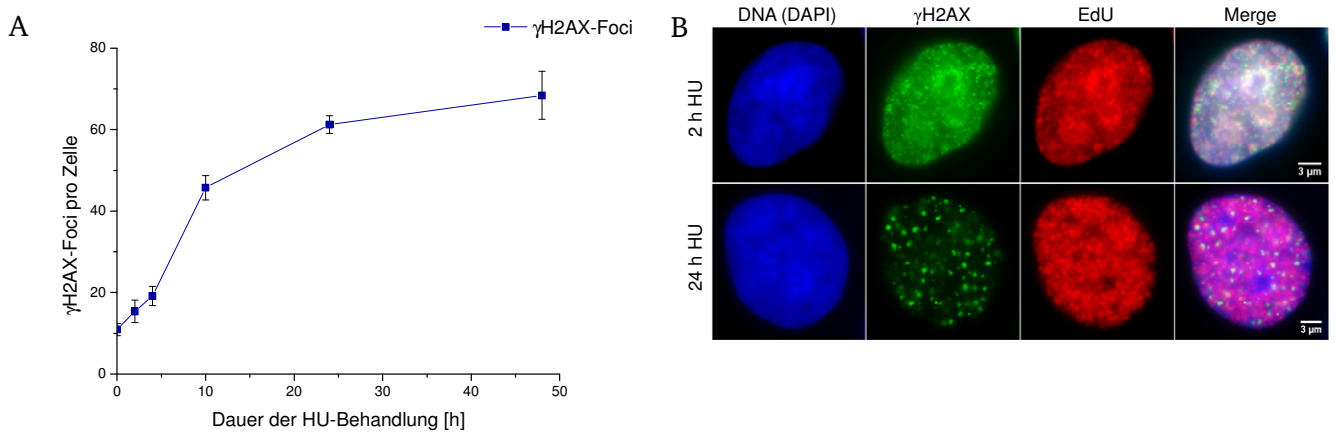 A
γH2AX-Foci
80
60
40
20
0
γH2AX-Foci pro Zelle
0 10 20 30 40 50
Dauer der HU-Behandlung [h]
B
DNA (DAPI) γH2AX EdU Merge
2 h HU
3 µm
24 h HU
3 µm